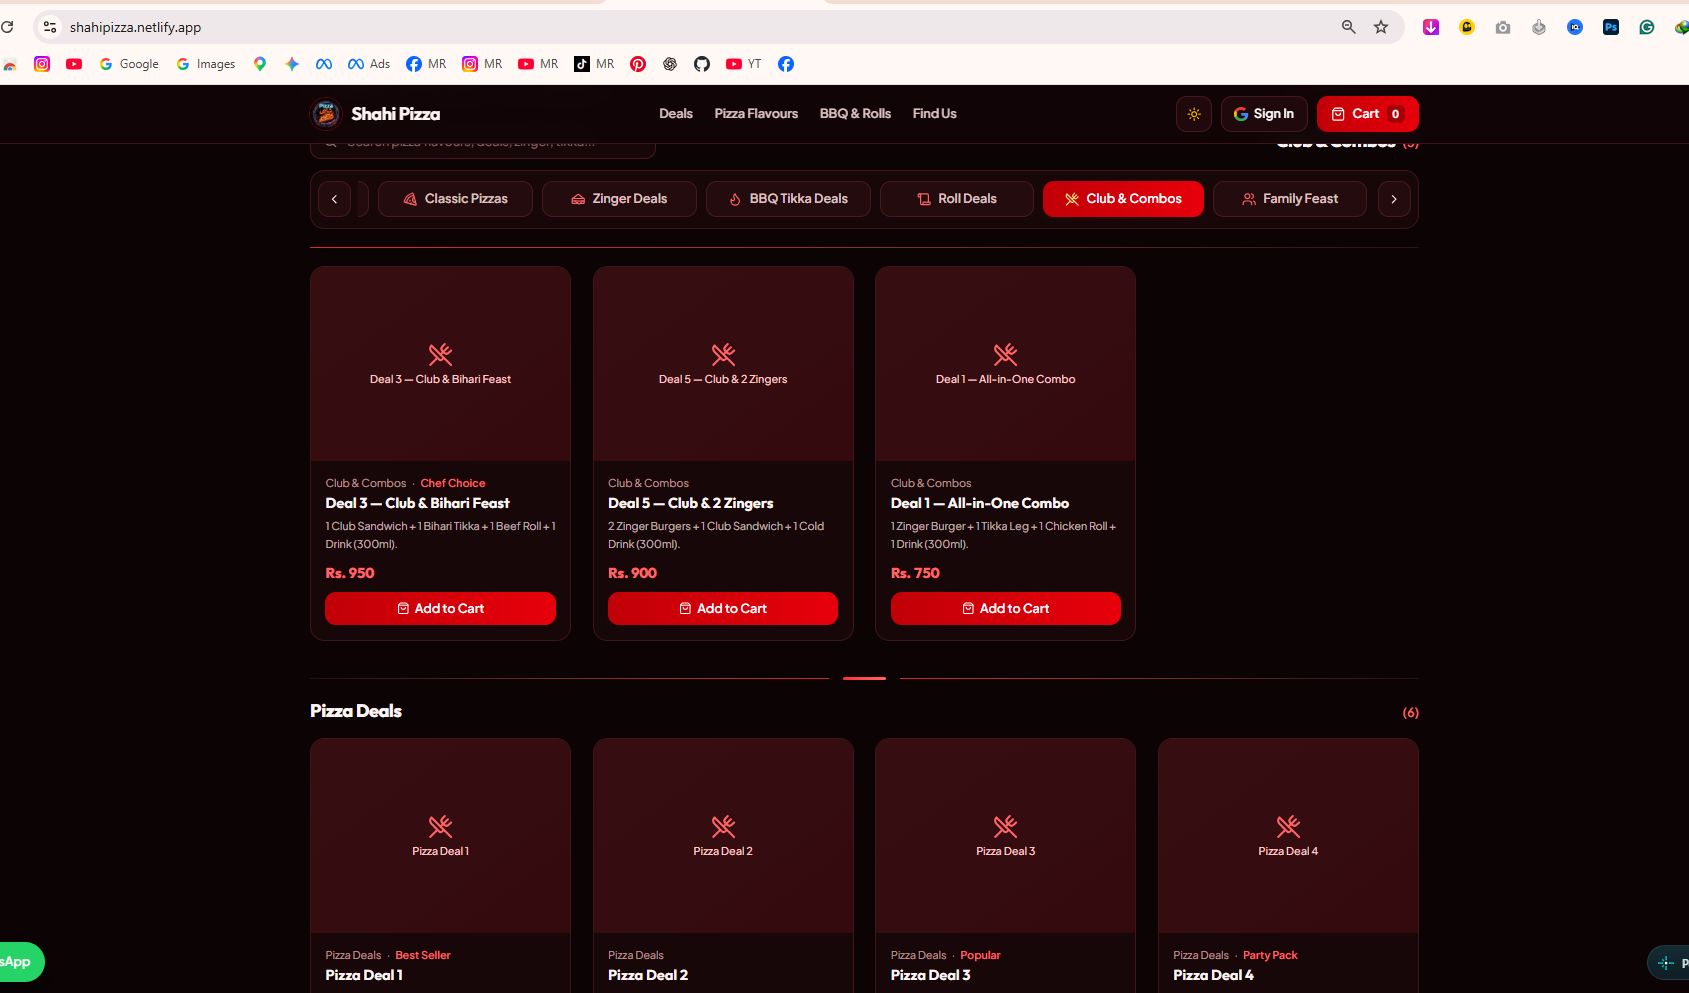 shahipizza.netlify.app
Google
Images
Ads
MR
MR
MR
MR
YT
Shahi Pizza
Deals
Pizza Flavours
BBQ & Rolls
Find Us
Sign In
Cart 0
Classic Pizzas
Zinger Deals
BBQ Tikka Deals
Roll Deals
Club & Combos
Family Feast
Deal 3 — Club & Bihari Feast
Deal 5 — Club & 2 Zingers
Deal 1 — All-in-One Combo
Club & Combos · Chef Choice
Deal 3 — Club & Bihari Feast
1 Club Sandwich + 1 Bihari Tikka + 1 Beef Roll + 1
Drink (300ml).
Rs. 950
Add to Cart
Club & Combos
Deal 5 — Club & 2 Zingers
2 Zinger Burgers + 1 Club Sandwich + 1 Cold
Drink (300ml).
Rs. 900
Add to Cart
Club & Combos
Deal 1 — All-in-One Combo
1 Zinger Burger + 1 Tikka Leg + 1 Chicken Roll +
1 Drink (300ml).
Rs. 750
Add to Cart
Pizza Deals
(6)
Pizza Deal 1
Pizza Deal 2
Pizza Deal 3
Pizza Deal 4
Pizza Deals · Best Seller
Pizza Deal 1
Pizza Deals
Pizza Deal 2
Pizza Deals · Popular
Pizza Deal 3
Pizza Deals · Party Pack
Pizza Deal 4
sApp